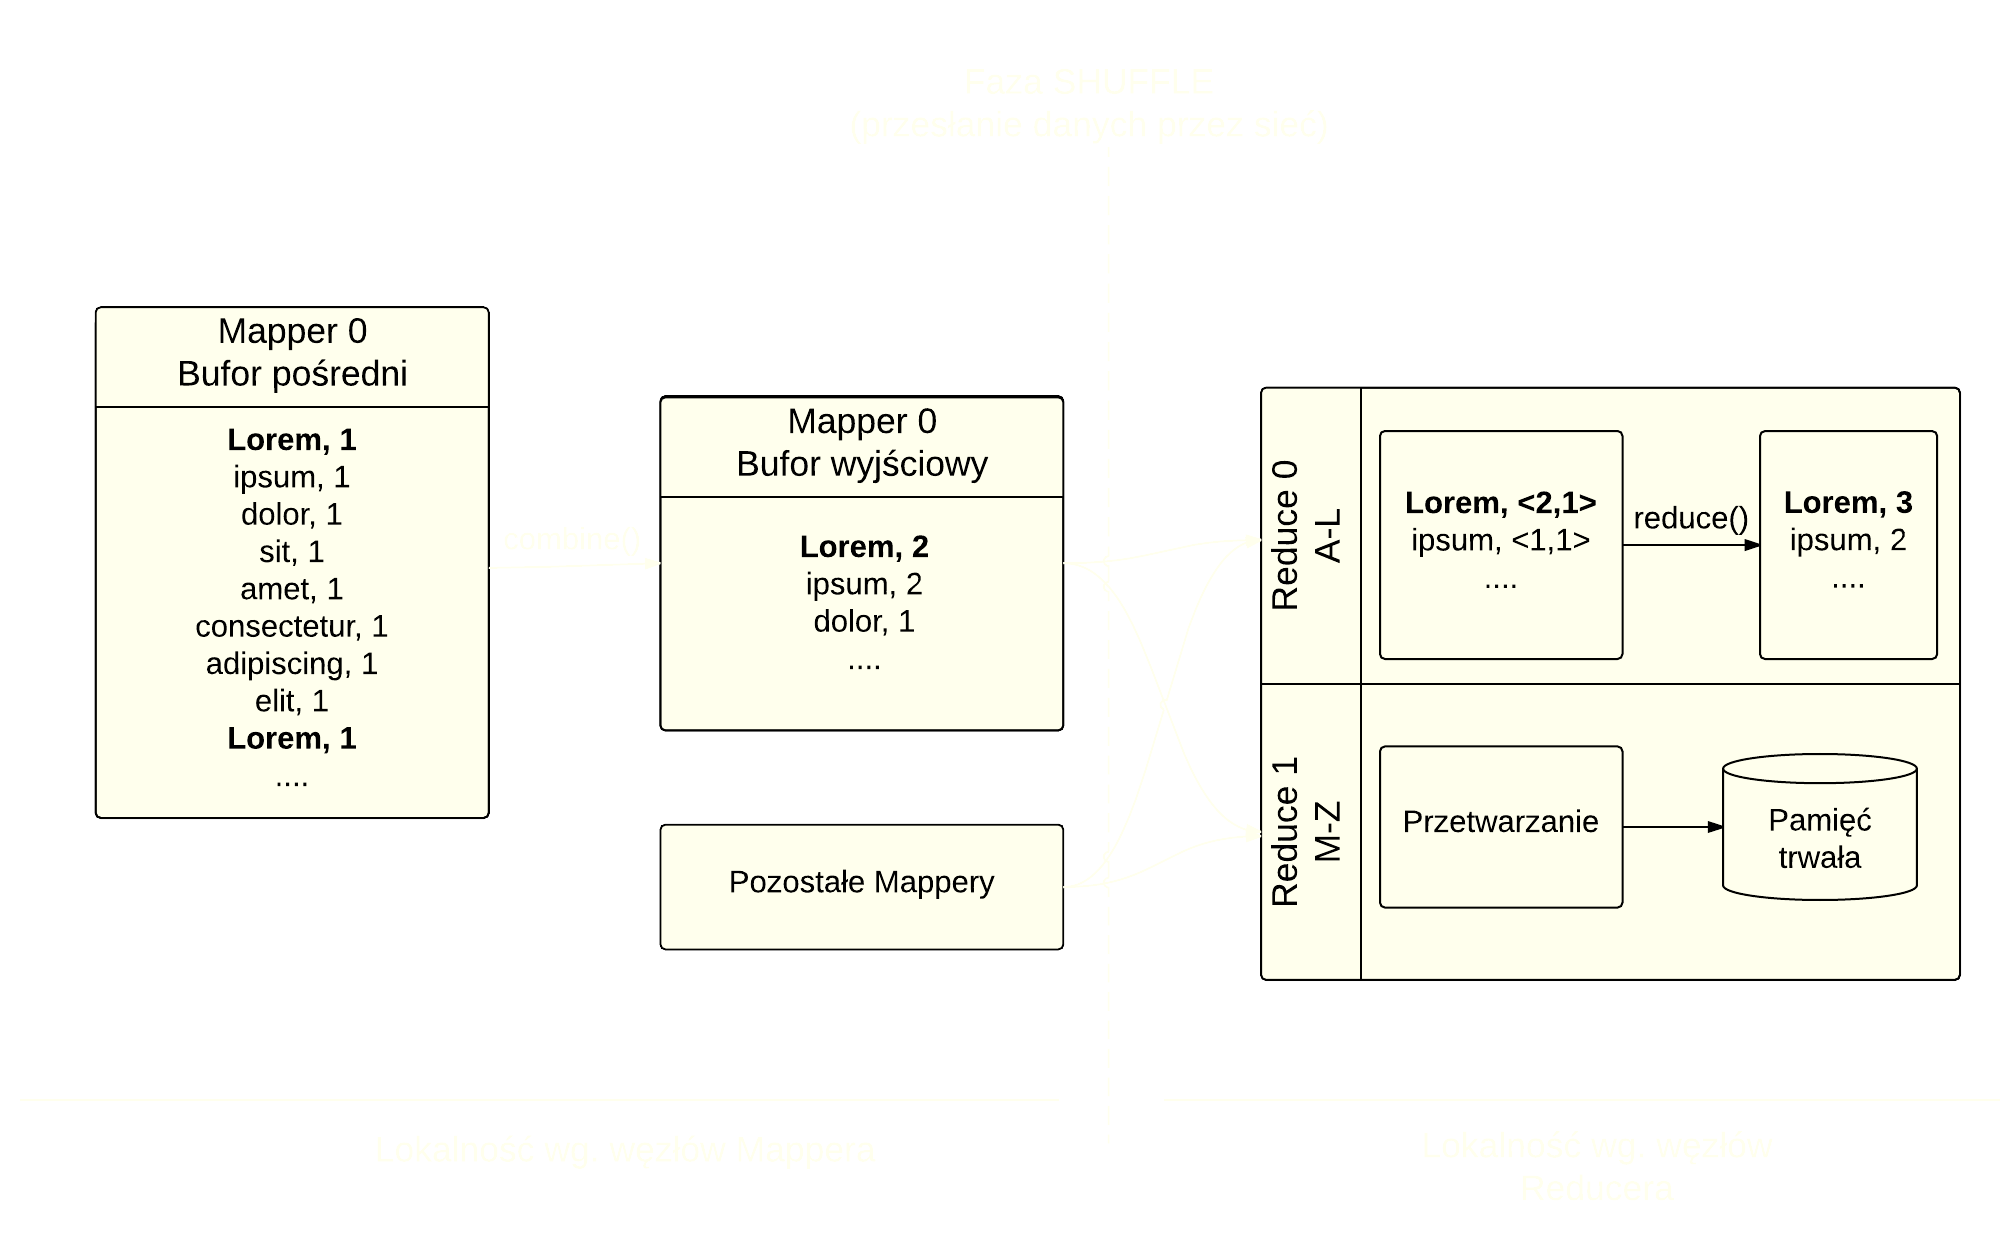 Faza SHUFFLE
(przesłanie danych przez sieć)
Mapper 0
Bufor pośredni
Lorem, 1
ipsum, 1
dolor, 1
sit, 1
amet, 1
consectetur, 1
adipiscing, 1
elit, 1
Lorem, 1
....
combine()
Mapper 0
Bufor wyjściowy
Lorem, 2
ipsum, 2
dolor, 1
....
Pozostałe Mappery
Reduce 0
A-L
Lorem, <2,1>
ipsum, <1,1>
....
reduce()
Lorem, 3
ipsum, 2
....
Reduce 1
M-Z
Przetwarzanie
Pamięć
trwała
Lokalność wg. węzłów Mappera
Lokalność wg. węzłów
Reducera